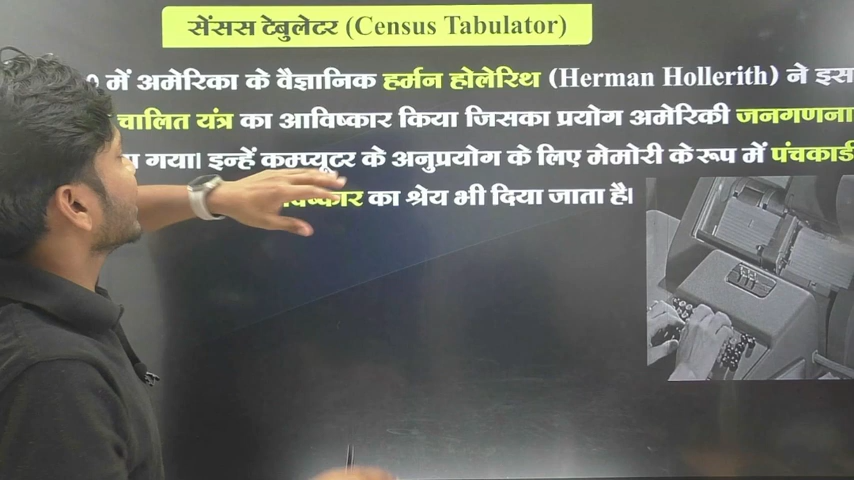 सेंसस टेबुलेटर (Census Tabulator)
में अमेरिका के वैज्ञानिक हर्मन होलेरिथ (Herman Hollerith) ने इस
चालित यंत्र का आविष्कार किया जिसका प्रयोग अमेरिकी जनगणना
गया। इन्हें कम्प्यूटर के अनुप्रयोग के लिए मेमोरी के रूप में पंचकार्ड
का श्रेय भी दिया जाता है।